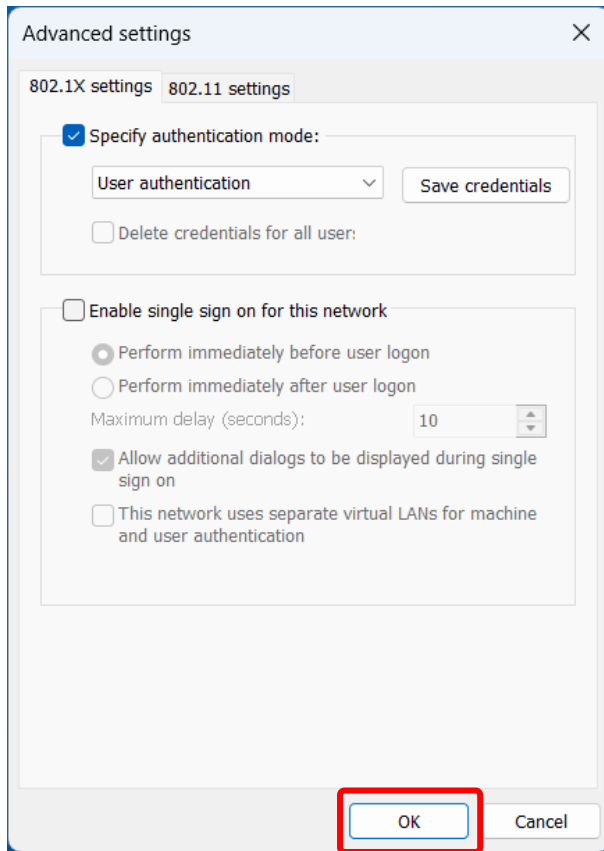 Advanced settings
802.1X settings 802.11 settings
Specify authentication mode:
User authentication Save credentials
Delete credentials for all user:
Enable single sign on for this network
Perform immediately before user logon
Perform immediately after user logon
Maximum delay (seconds): 10
Allow additional dialogs to be displayed during single
sign on
This network uses separate virtual LANs for machine
and user authentication
OK Cancel